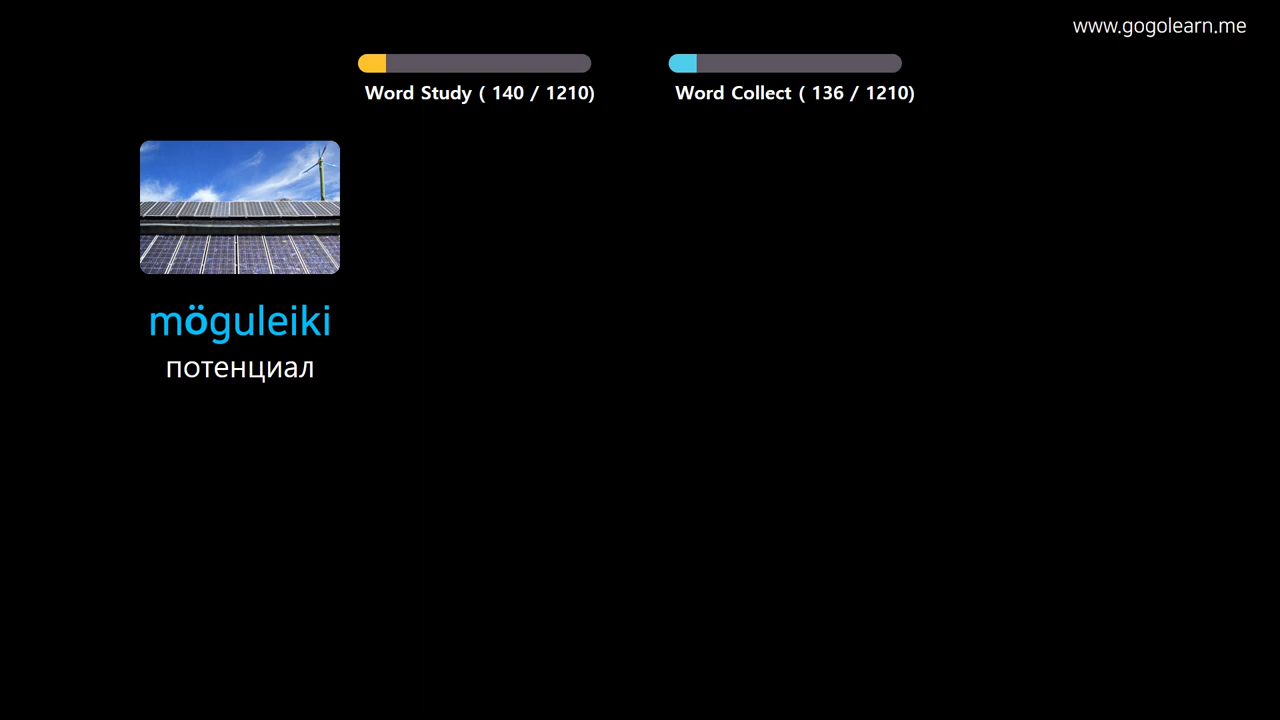 www.gogolearn.me
Word Study ( 140 / 1210)
Word Collect ( 136 / 1210)
möguleiki
потенциал